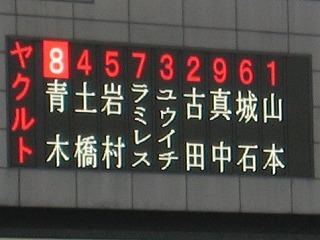 ヤクルト
8 4 5 7 3 2 9 6 1
青木
土橋
岩村
ラミレス
ユウイチ
古田
真中
城石
山本